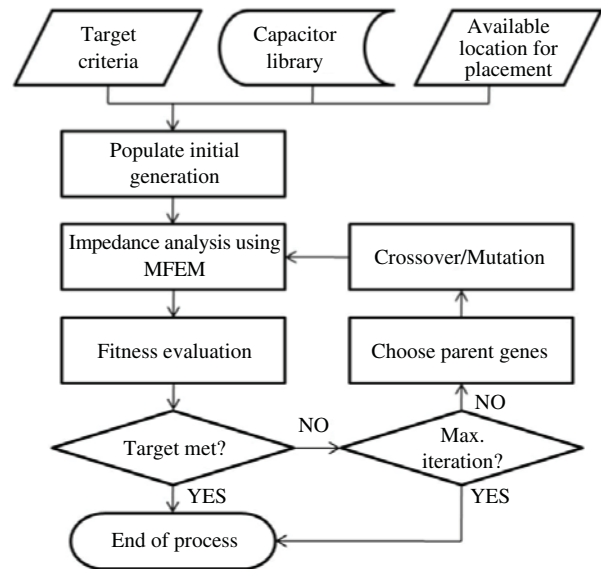 Target
criteria
Capacitor
library
Available
location for
placement
Populate initial
generation
Impedance analysis using
MFEM
Crossover/Mutation
Fitness evaluation
Choose parent genes
Target met?
NO
Max.
iteration?
NO
YES
YES
End of process